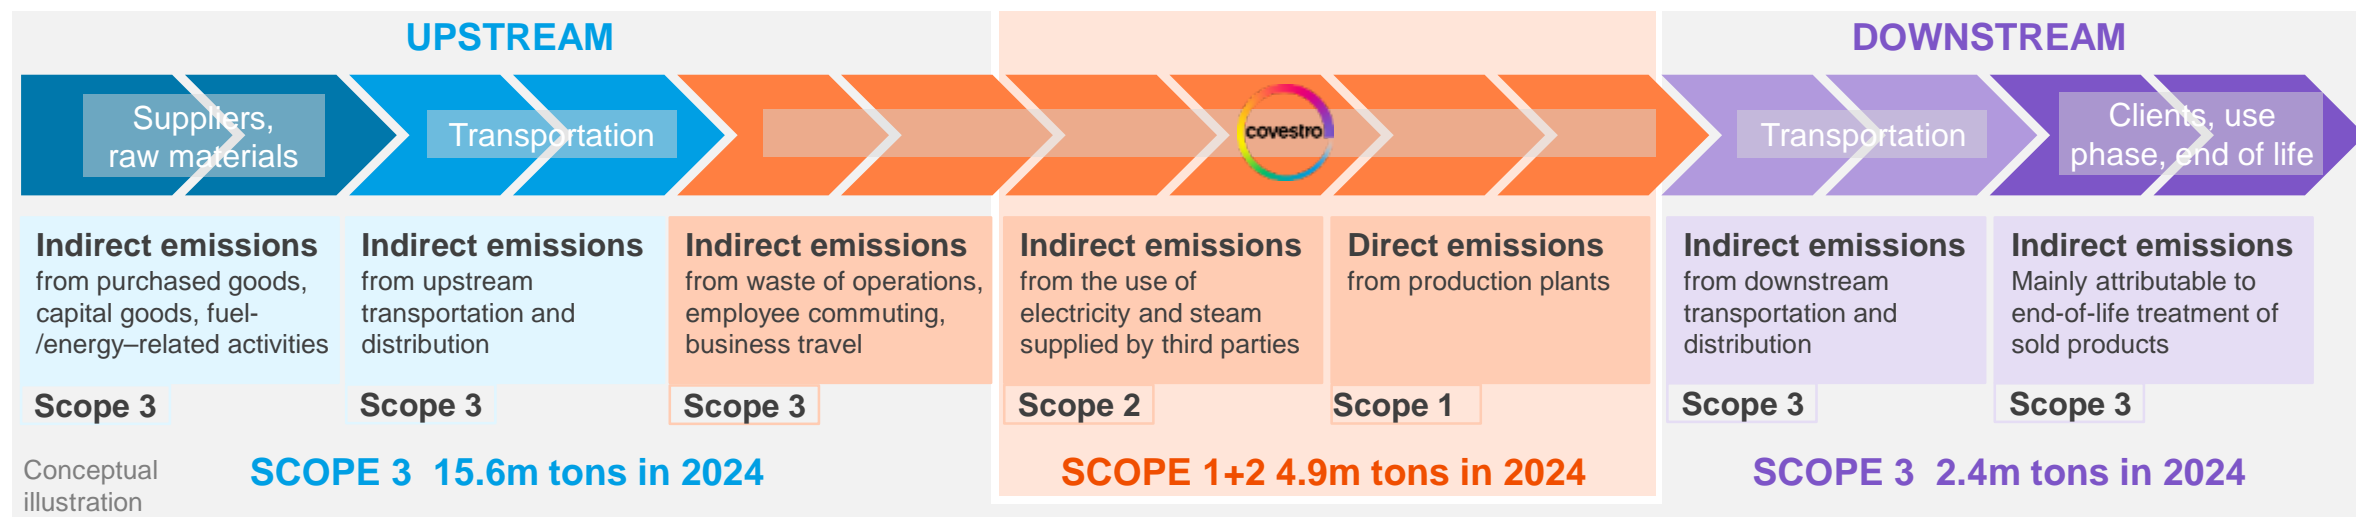 UPSTREAM
DOWNSTREAM
Suppliers,
raw materials
Transportation
covestro
Transportation
Clients, use
phase, end of life
Indirect emissions
from purchased goods,
capital goods, fuel-
/energy–related activities
Scope 3
Indirect emissions
from upstream
transportation and
distribution
Scope 3
Indirect emissions
from waste of operations,
employee commuting,
business travel
Scope 3
Indirect emissions
from the use of
electricity and steam
supplied by third parties
Scope 2
Direct emissions
from production plants
Scope 1
Indirect emissions
from downstream
transportation and
distribution
Scope 3
Indirect emissions
Mainly attributable to
end-of-life treatment of
sold products
Scope 3
Conceptual
illustration
SCOPE 3 15.6m tons in 2024
SCOPE 1+2 4.9m tons in 2024
SCOPE 3 2.4m tons in 2024